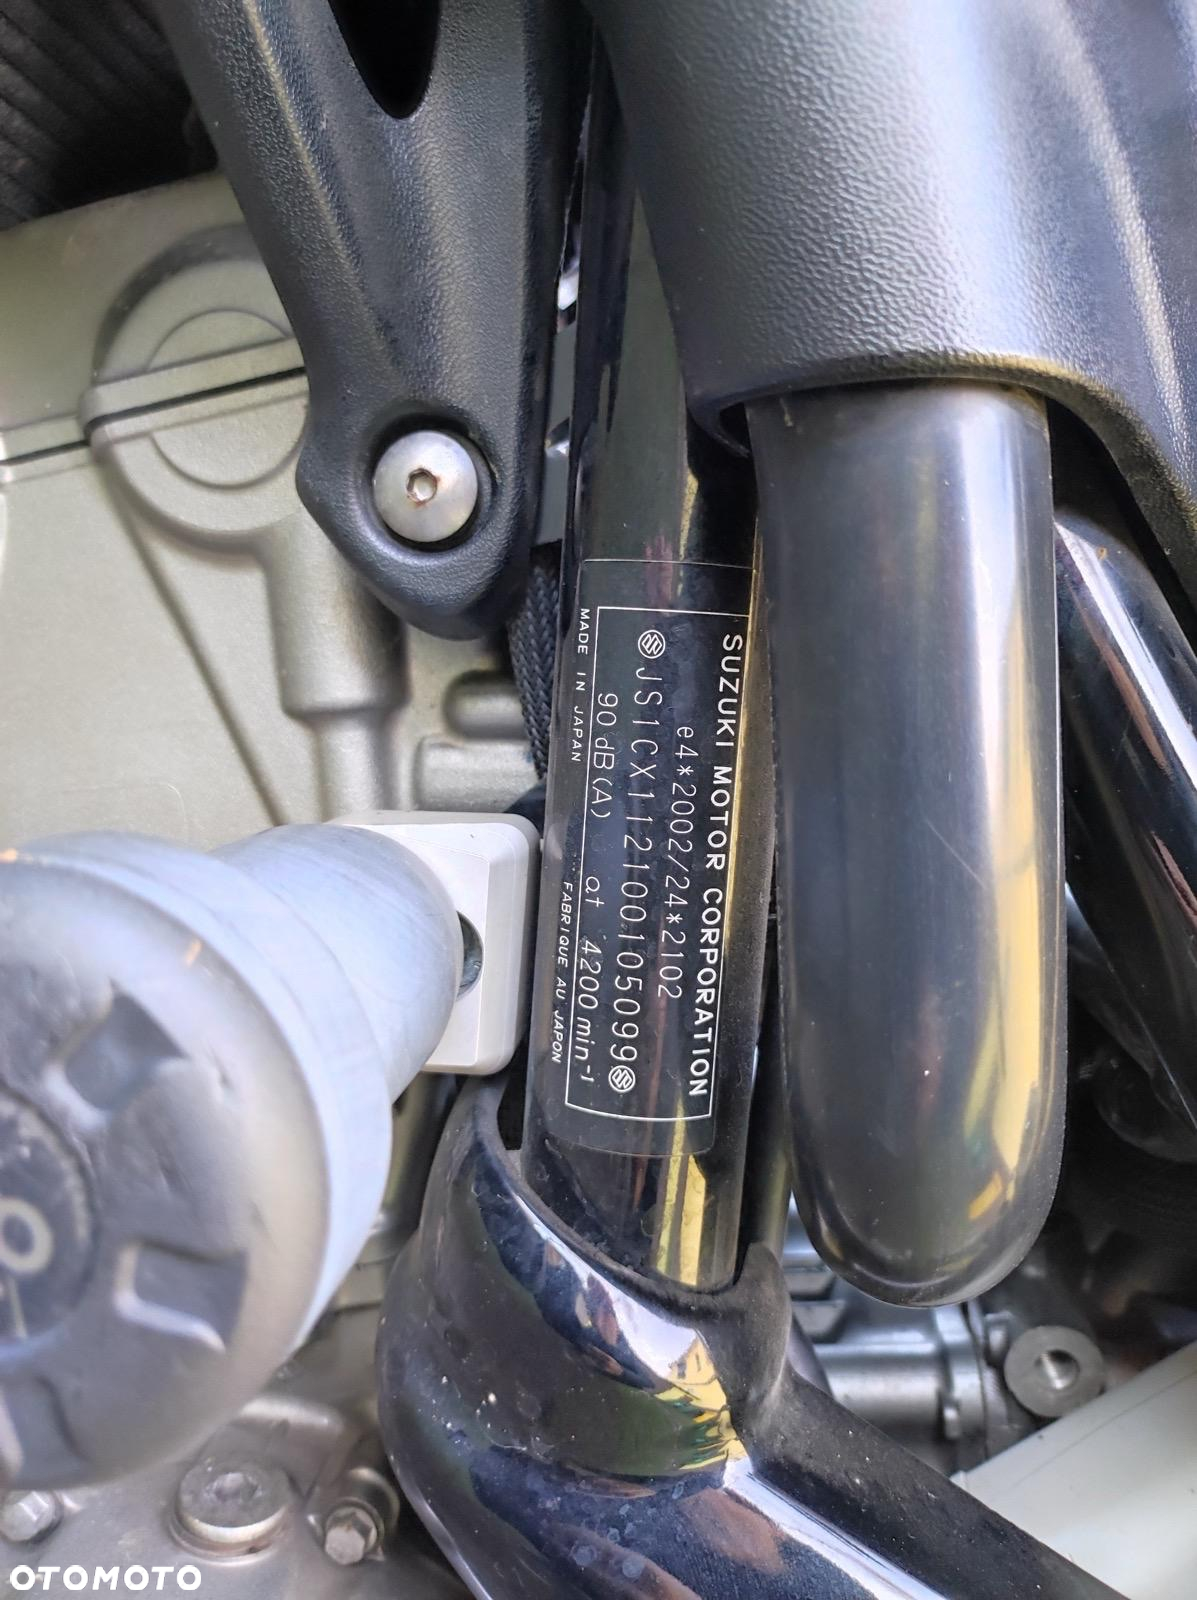 SUZUKI MOTOR CORPORATION
e4*2002/24*2102
JS1CX112100105099
90 dB(A) at 4200 min-1
MADE IN JAPAN FABRIQUE AU JAPON
OTOMOTO